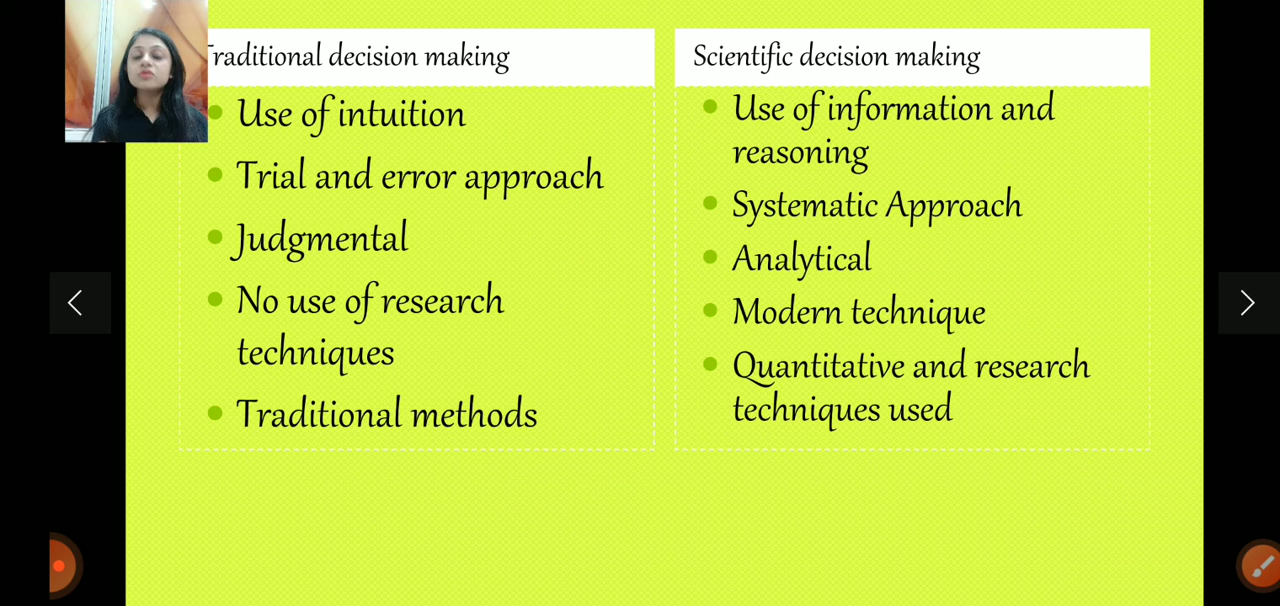 Traditional decision making
Use of intuition
Trial and error approach
Judgmental
No use of research
techniques
Traditional methods
Scientific decision making
Use of information and
reasoning
Systematic Approach
Analytical
Modern technique
Quantitative and research
techniques used